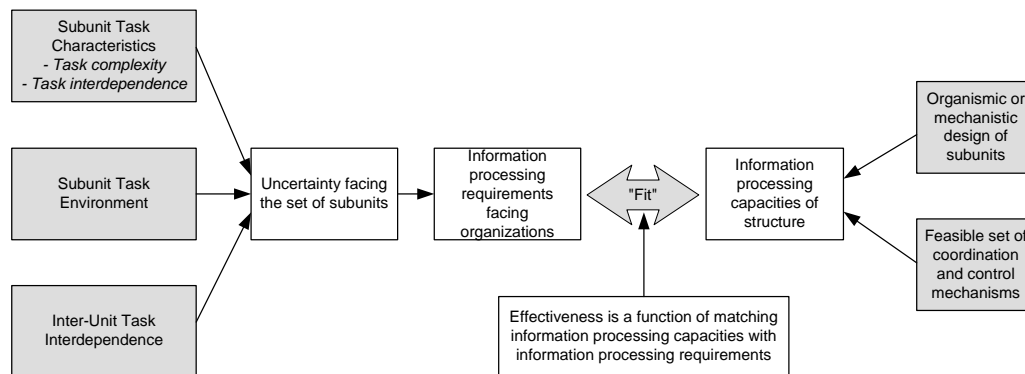 Subunit Task
Characteristics
- Task complexity
- Task interdependence
Subunit Task
Environment
Inter-Unit Task
Interdependence
Uncertainty facing
the set of subunits
Information
processing
requirements
facing
organizations
"Fit"
Information
processing
capacities of
structure
Organismic or
mechanistic
design of
subunits
Feasible set of
coordination
and control
mechanisms
Effectiveness is a function of matching
information processing capacities with
information processing requirements